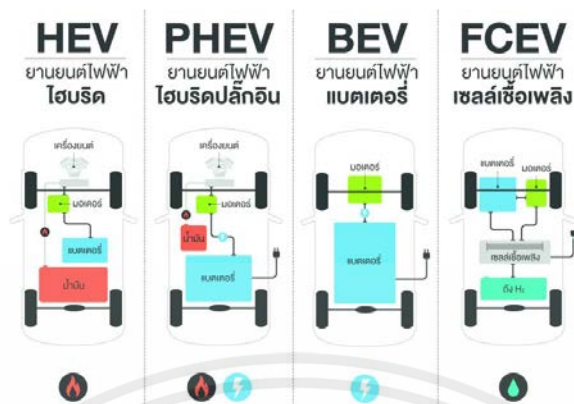 HEV
ยานยนต์ไฟฟ้า
ไฮบริด
เครื่องยนต์
มอเตอร์
แบตเตอรี่
น้ำมัน
PHEV
ยานยนต์ไฟฟ้า
ไฮบริดปลั๊กอิน
เครื่องยนต์
มอเตอร์
น้ำมัน
แบตเตอรี่
BEV
ยานยนต์ไฟฟ้า
แบตเตอรี่
มอเตอร์
แบตเตอรี่
FCEV
ยานยนต์ไฟฟ้า
เซลล์เชื้อเพลิง
แบตเตอรี่
มอเตอร์
เซลล์เชื้อเพลิง
ถัง H₂